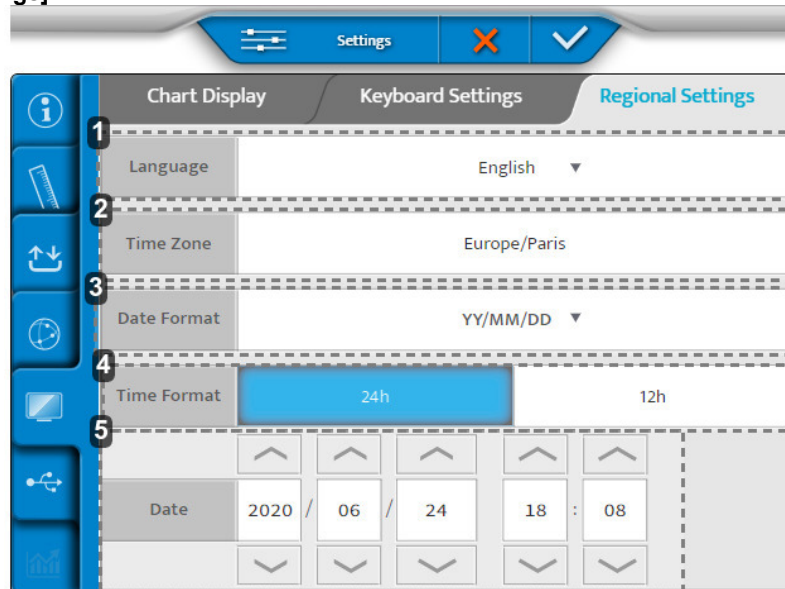 ge]
Settings
Chart Display Keyboard Settings Regional Settings
1
Language English ▼
2
Time Zone Europe/Paris
3
Date Format YY/MM/DD ▼
4
Time Format 24h 12h
5
Date 2020 / 06 / 24 18 : 08